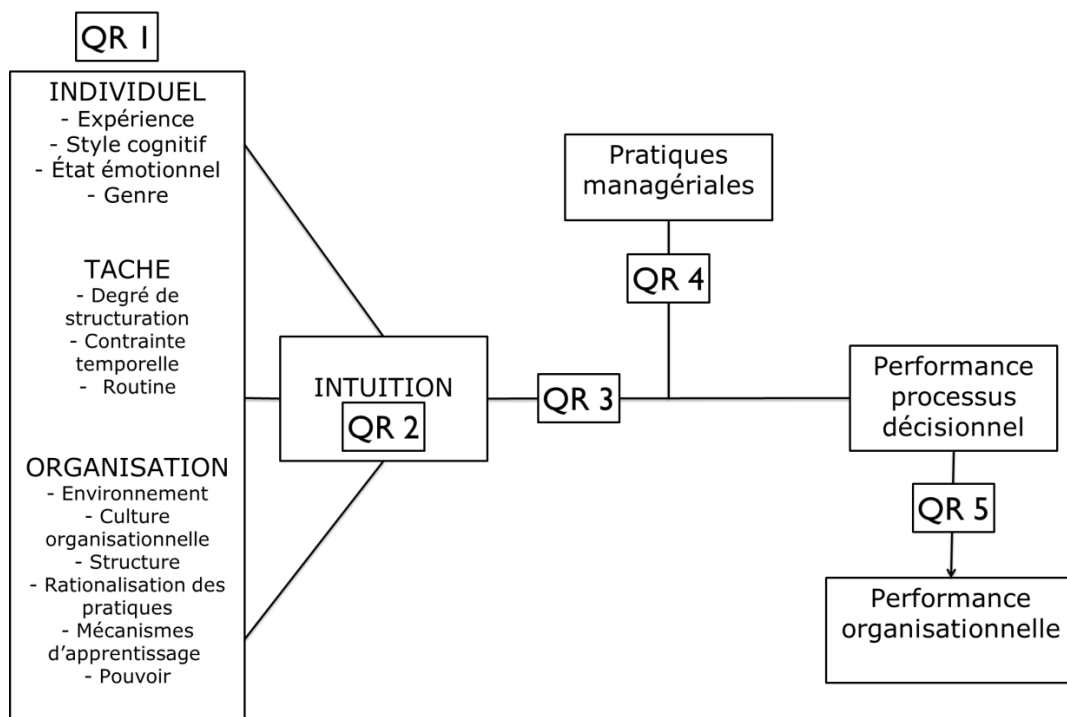 QR 1
INDIVIDUEL
- Expérience
- Style cognitif
- État émotionnel
- Genre
TACHE
- Degré de
structuration
- Contrainte
temporelle
- Routine
ORGANISATION
- Environnement
- Culture
organisationnelle
- Structure
- Rationalisation des
pratiques
- Mécanismes
d’apprentissage
- Pouvoir
INTUITION
QR 2
QR 3
Pratiques
managériales
QR 4
Performance
processus
décisionnel
QR 5
Performance
organisationnelle